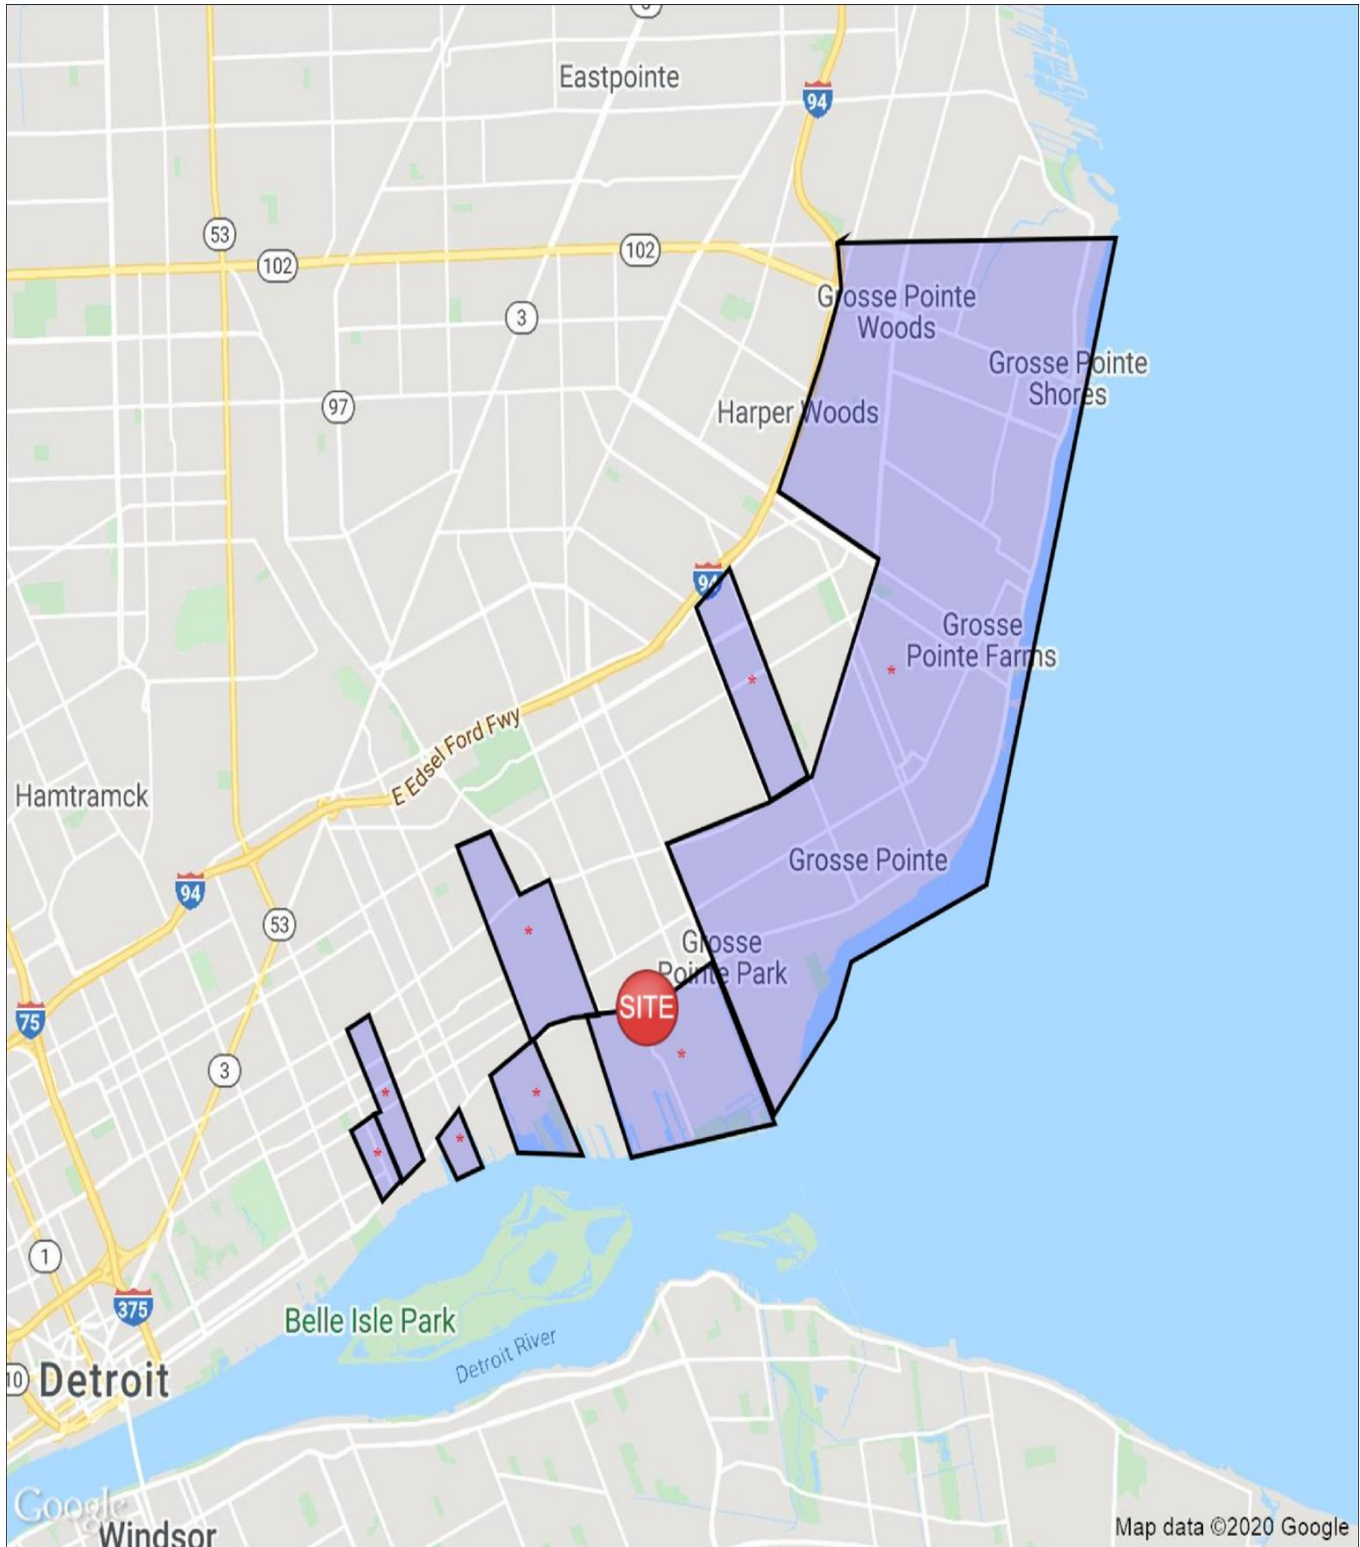 3
Eastpointe
94
53
102
102
Grosse Pointe
Woods
3
Grosse Pointe
Shores
97
Harper Woods
94
*
Grosse
Pointe Farms
*
E Edsel Ford Fwy
Hamtramck
Grosse Pointe
94
53
*
Grosse
Pointe Park
SITE
75
*
3
*
*
*
*
1
375
Belle Isle Park
Detroit River
10
Detroit
Google
Windsor
Map data ©2020 Google